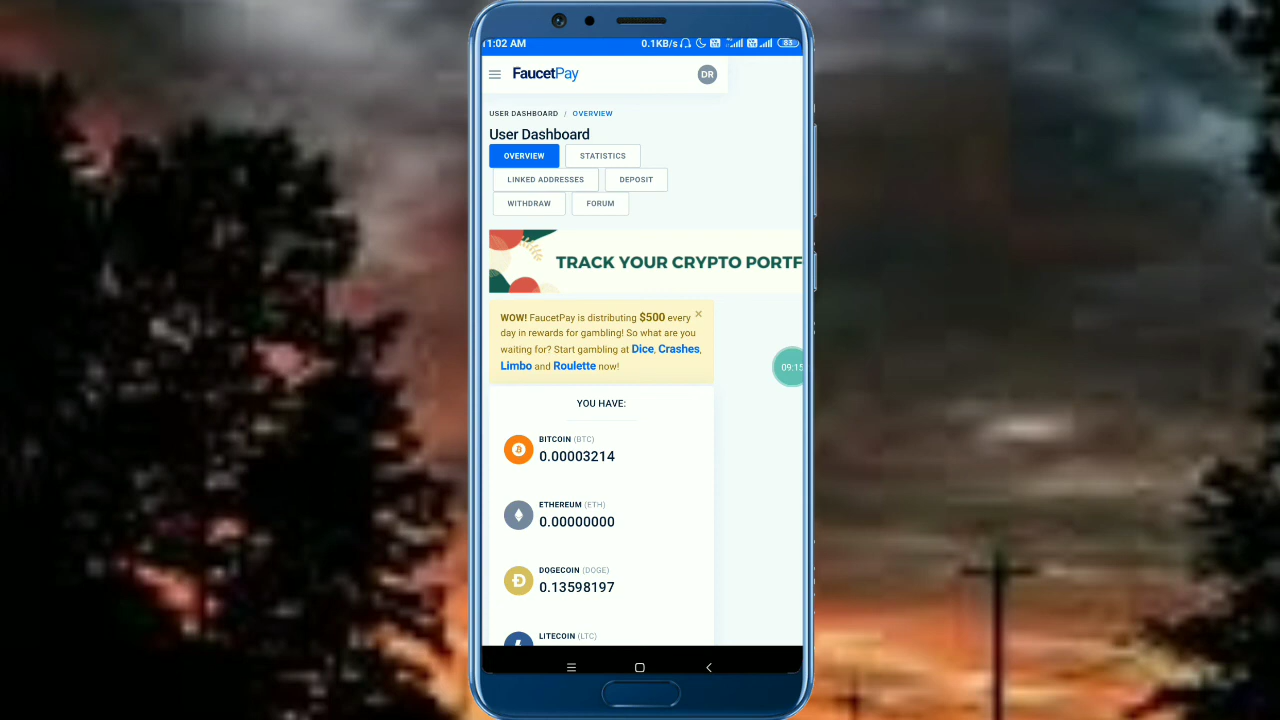 1:02 AM 0.1KB/s 83
FaucetPay DR
USER DASHBOARD / OVERVIEW
User Dashboard
OVERVIEW STATISTICS
LINKED ADDRESSES DEPOSIT
WITHDRAW FORUM
TRACK YOUR CRYPTO PORTF
WOW! FaucetPay is distributing $500 every ×
day in rewards for gambling! So what are you
waiting for? Start gambling at Dice, Crashes,
Limbo and Roulette now!
09:15
YOU HAVE:
BITCOIN (BTC)
0.00003214
ETHEREUM (ETH)
0.00000000
DOGECOIN (DOGE)
0.13598197
LITECOIN (LTC)